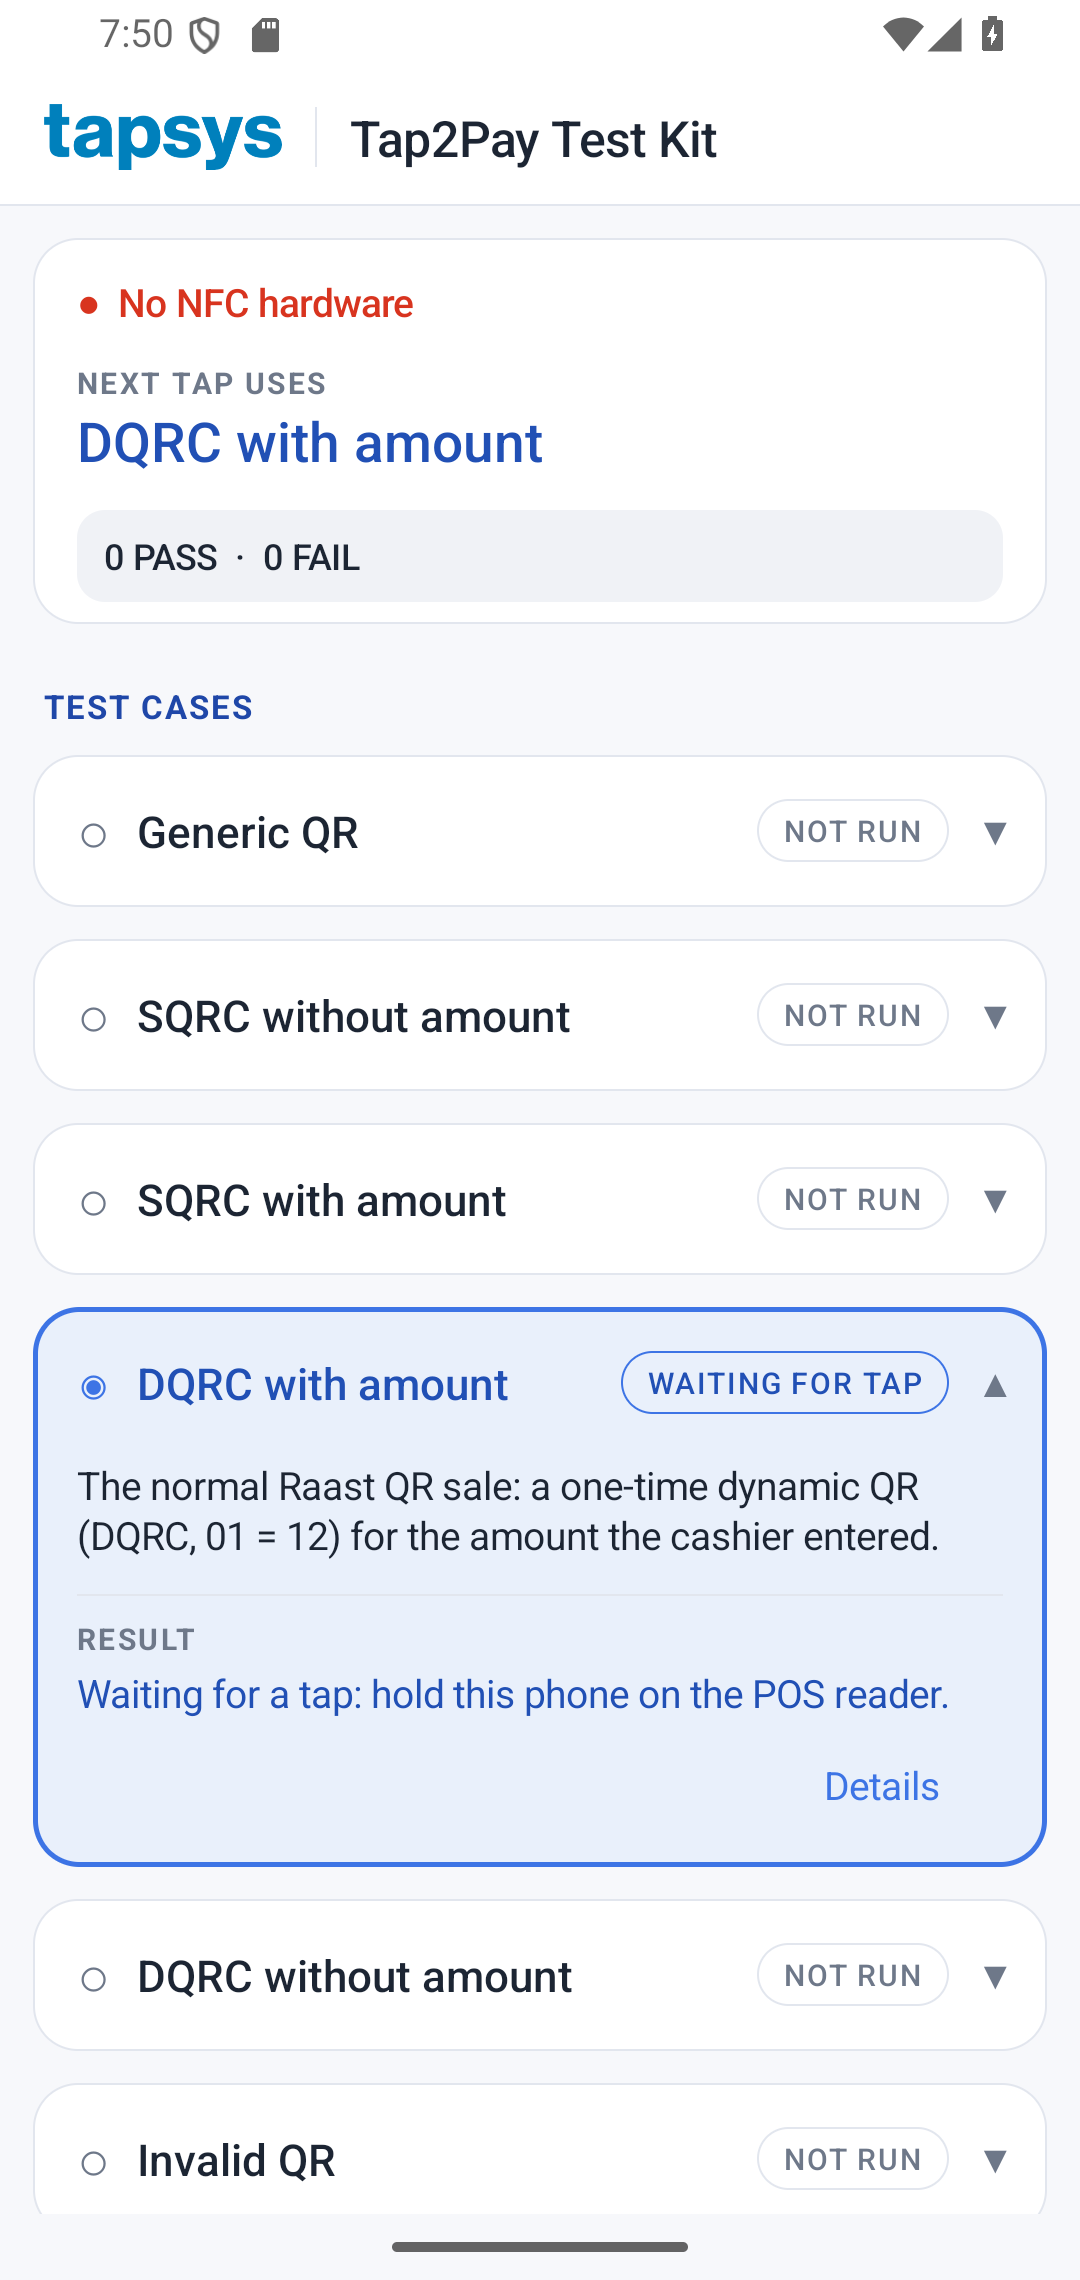 7:50
tapsys
Tap2Pay Test Kit
No NFC hardware
NEXT TAP USES
DQRC with amount
0 PASS · 0 FAIL
TEST CASES
Generic QR
NOT RUN
SQRC without amount
NOT RUN
SQRC with amount
NOT RUN
DQRC with amount
WAITING FOR TAP
The normal Raast QR sale: a one-time dynamic QR
(DQRC, 01 = 12) for the amount the cashier entered.
RESULT
Waiting for a tap: hold this phone on the POS reader.
Details
DQRC without amount
NOT RUN
Invalid QR
NOT RUN